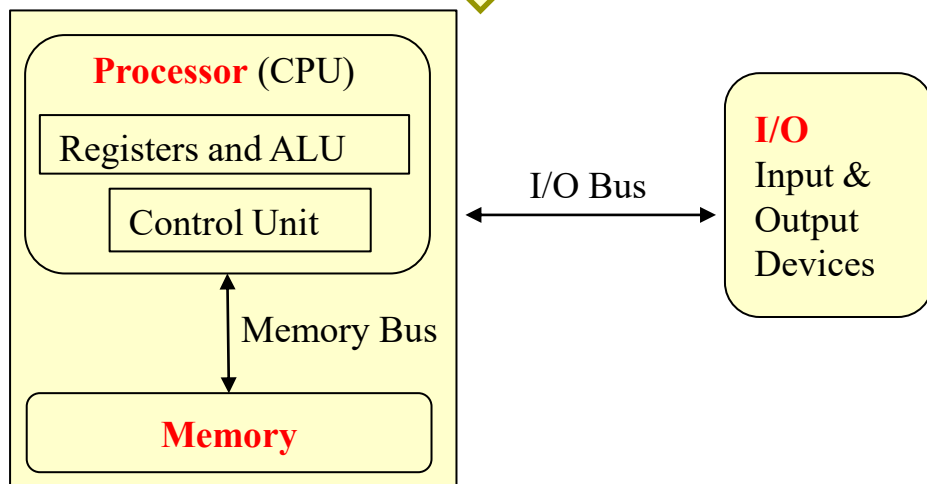 Processor (CPU)
Registers and ALU
Control Unit
Memory Bus
Memory
I/O Bus
I/O
Input &
Output
Devices